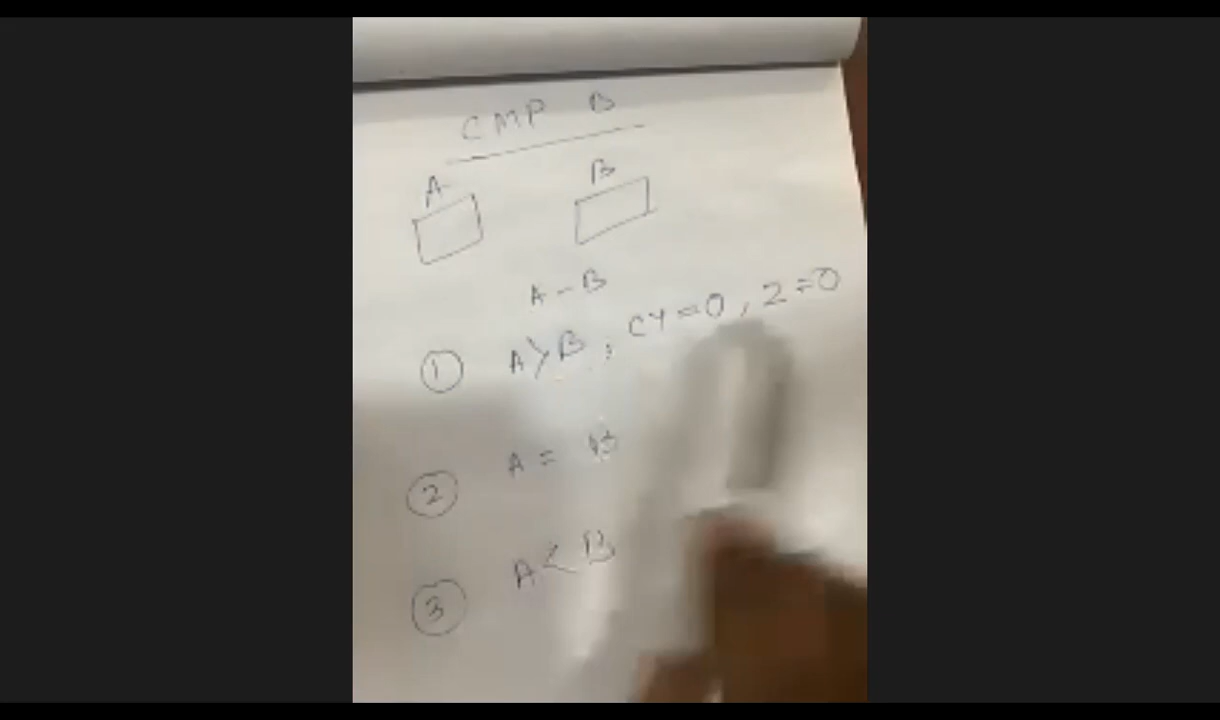 CMP B
A B
A - B
① A > B, CY = 0, Z = 0
② A = B
③ A < B